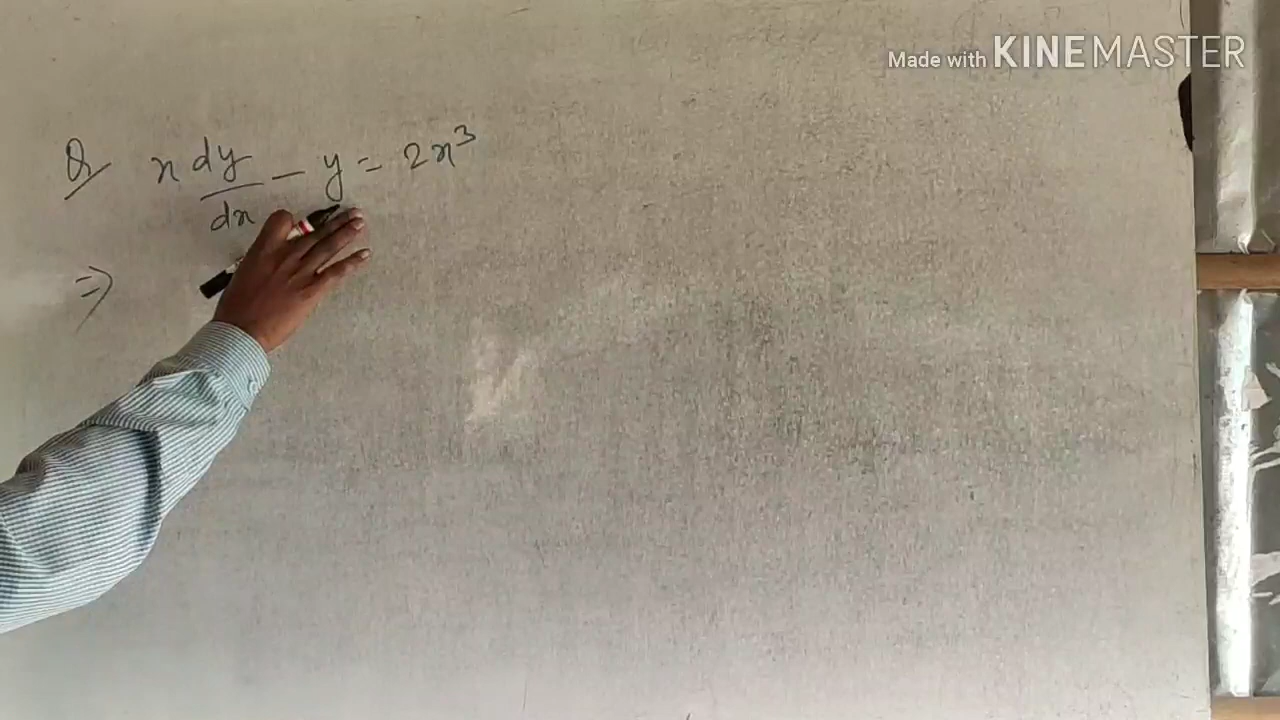 Made with KINEMASTER
Q x dy/dx - y = 2x³
⇒